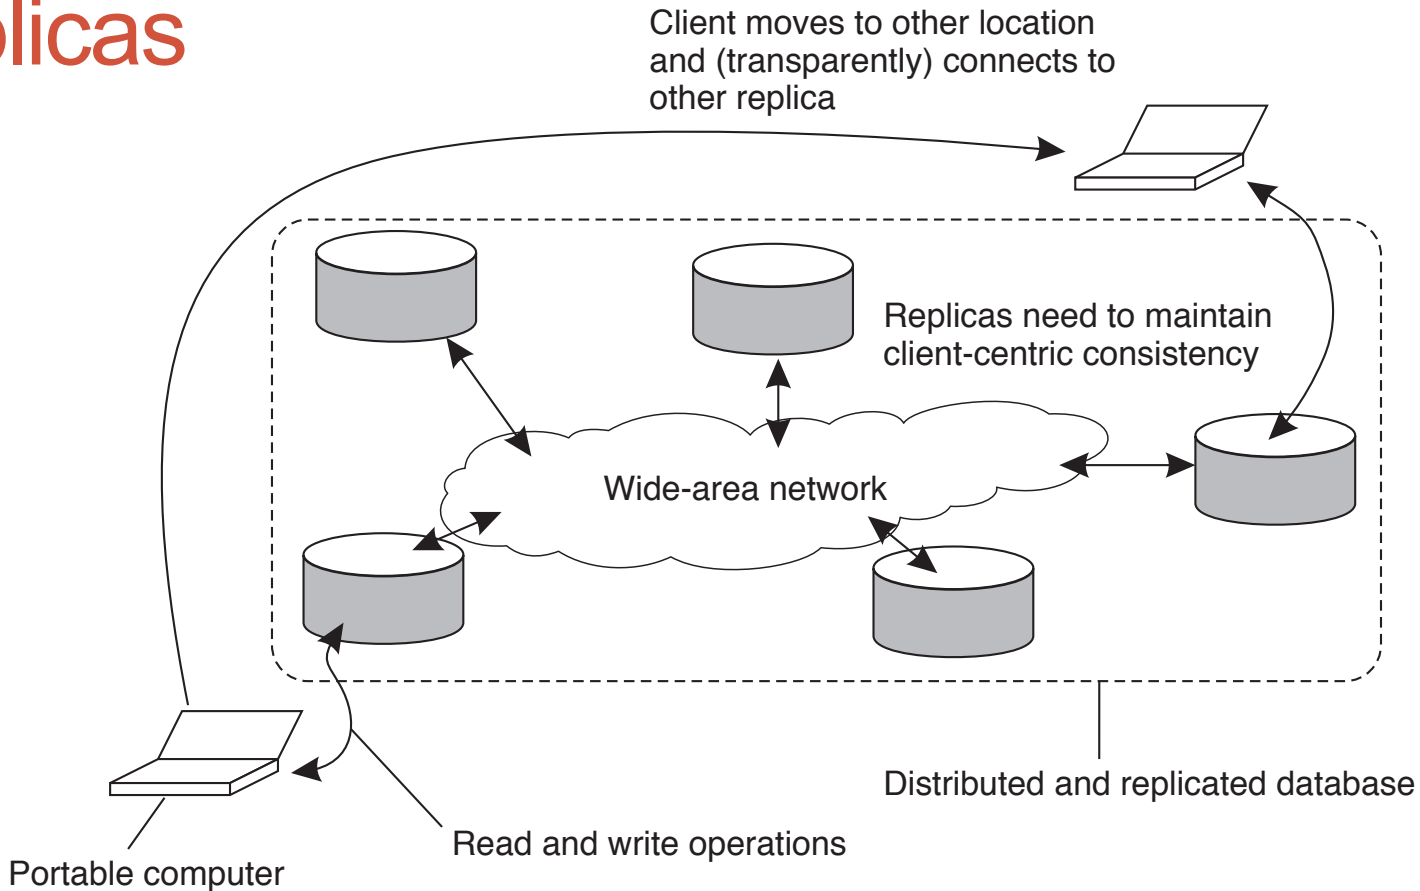 plicas
Client moves to other location
and (transparently) connects to
other replica
Replicas need to maintain
client-centric consistency
Wide-area network
Distributed and replicated database
Read and write operations
Portable computer